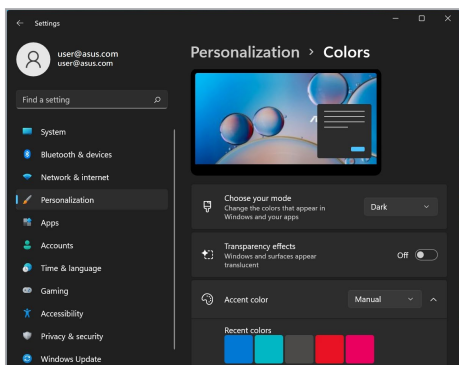 Settings
user@asus.com
user@asus.com
Find a setting
System
Bluetooth & devices
Network & internet
Personalization
Apps
Accounts
Time & language
Gaming
Accessibility
Privacy & security
Windows Update
Personalization > Colors
Choose your mode
Change the colors that appear in
Windows and your apps
Dark
Transparency effects
Windows and surfaces appear
translucent
Off
Accent color
Manual
Recent colors